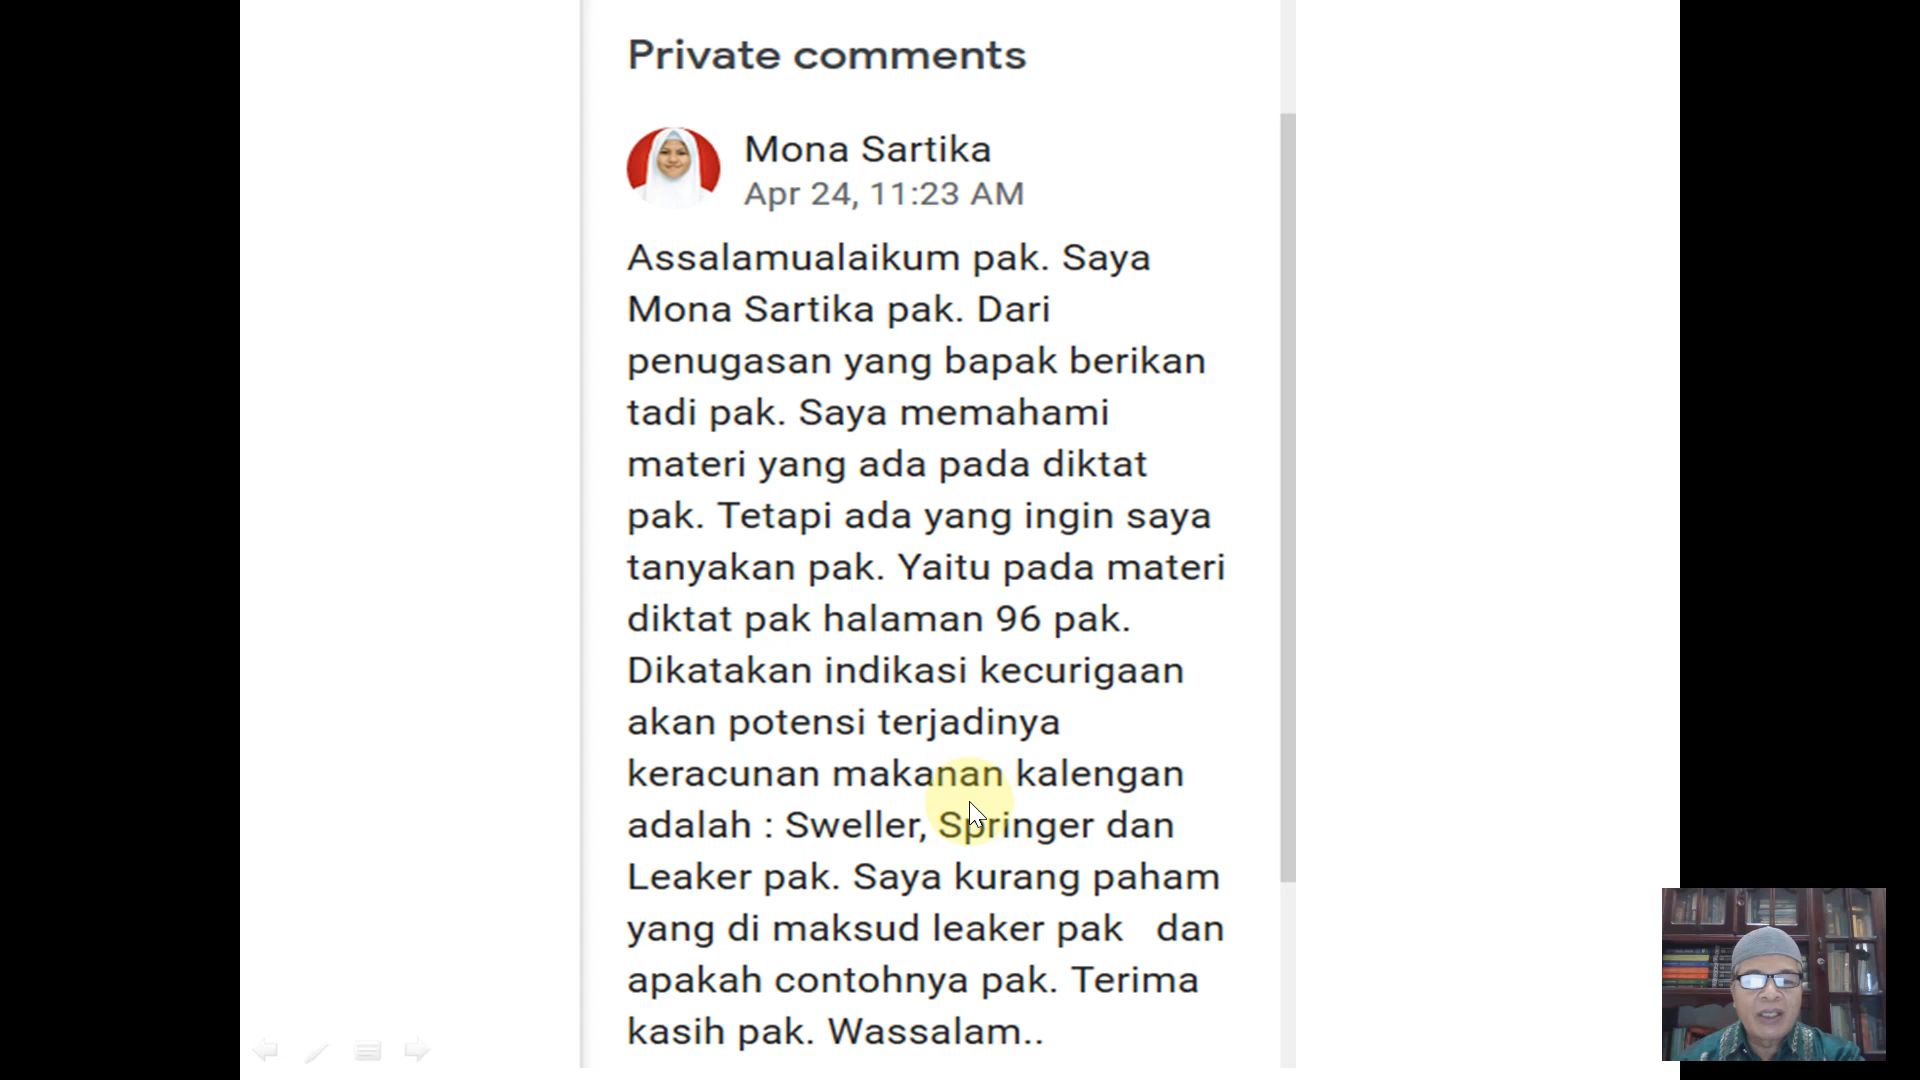 Private comments
Mona Sartika
Apr 24, 11:23 AM
Assalamualaikum pak. Saya
Mona Sartika pak. Dari
penugasan yang bapak berikan
tadi pak. Saya memahami
materi yang ada pada diktat
pak. Tetapi ada yang ingin saya
tanyakan pak. Yaitu pada materi
diktat pak halaman 96 pak.
Dikatakan indikasi kecurigaan
akan potensi terjadinya
keracunan makanan kalengan
adalah : Sweller, Springer dan
Leaker pak. Saya kurang paham
yang di maksud leaker pak   dan
apakah contohnya pak. Terima
kasih pak. Wassalam..